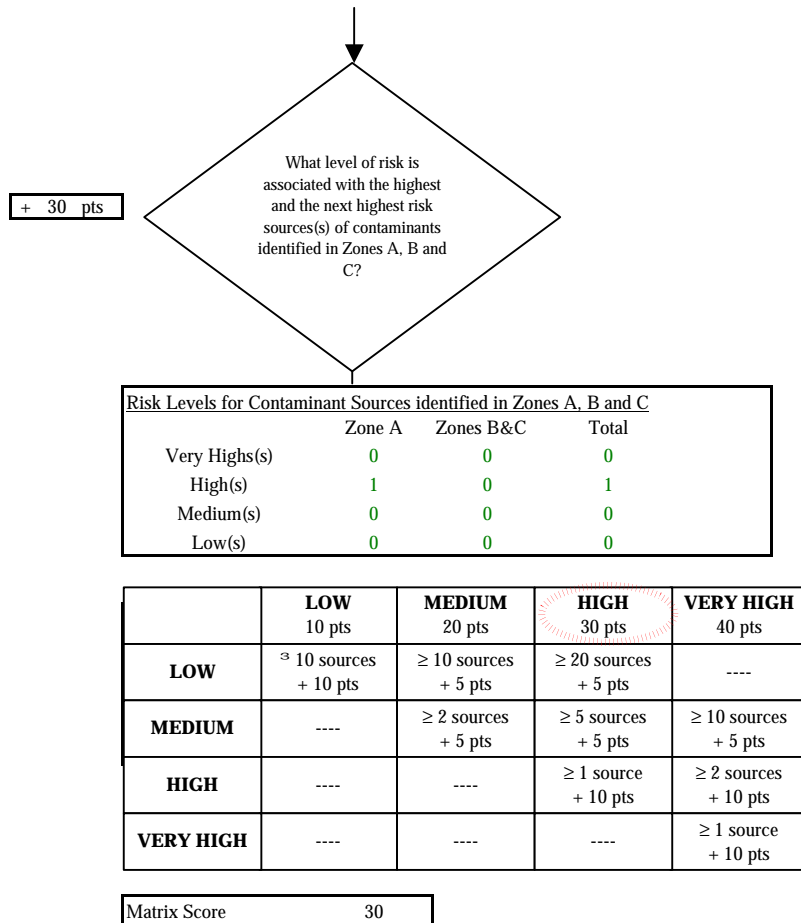 What level of risk is
associated with the highest
and the next highest risk
sources(s) of contaminants
identified in Zones A, B and
C?
+ 30 pts
Risk Levels for Contaminant Sources identified in Zones A, B and C
Zone A Zones B&C Total
Very Highs(s) 0 0 0
High(s) 1 0 1
Medium(s) 0 0 0
Low(s) 0 0 0
LOW MEDIUM HIGH VERY HIGH
10 pts 20 pts 30 pts 40 pts
LOW ³ 10 sources ≥ 10 sources ≥ 20 sources ----
+ 10 pts + 5 pts + 5 pts
MEDIUM ---- ≥ 2 sources ≥ 5 sources ≥ 10 sources
+ 5 pts + 5 pts + 5 pts
HIGH ---- ---- ≥ 1 source ≥ 2 sources
+ 10 pts + 10 pts
VERY HIGH ---- ---- ---- ≥ 1 source
+ 10 pts
Matrix Score 30